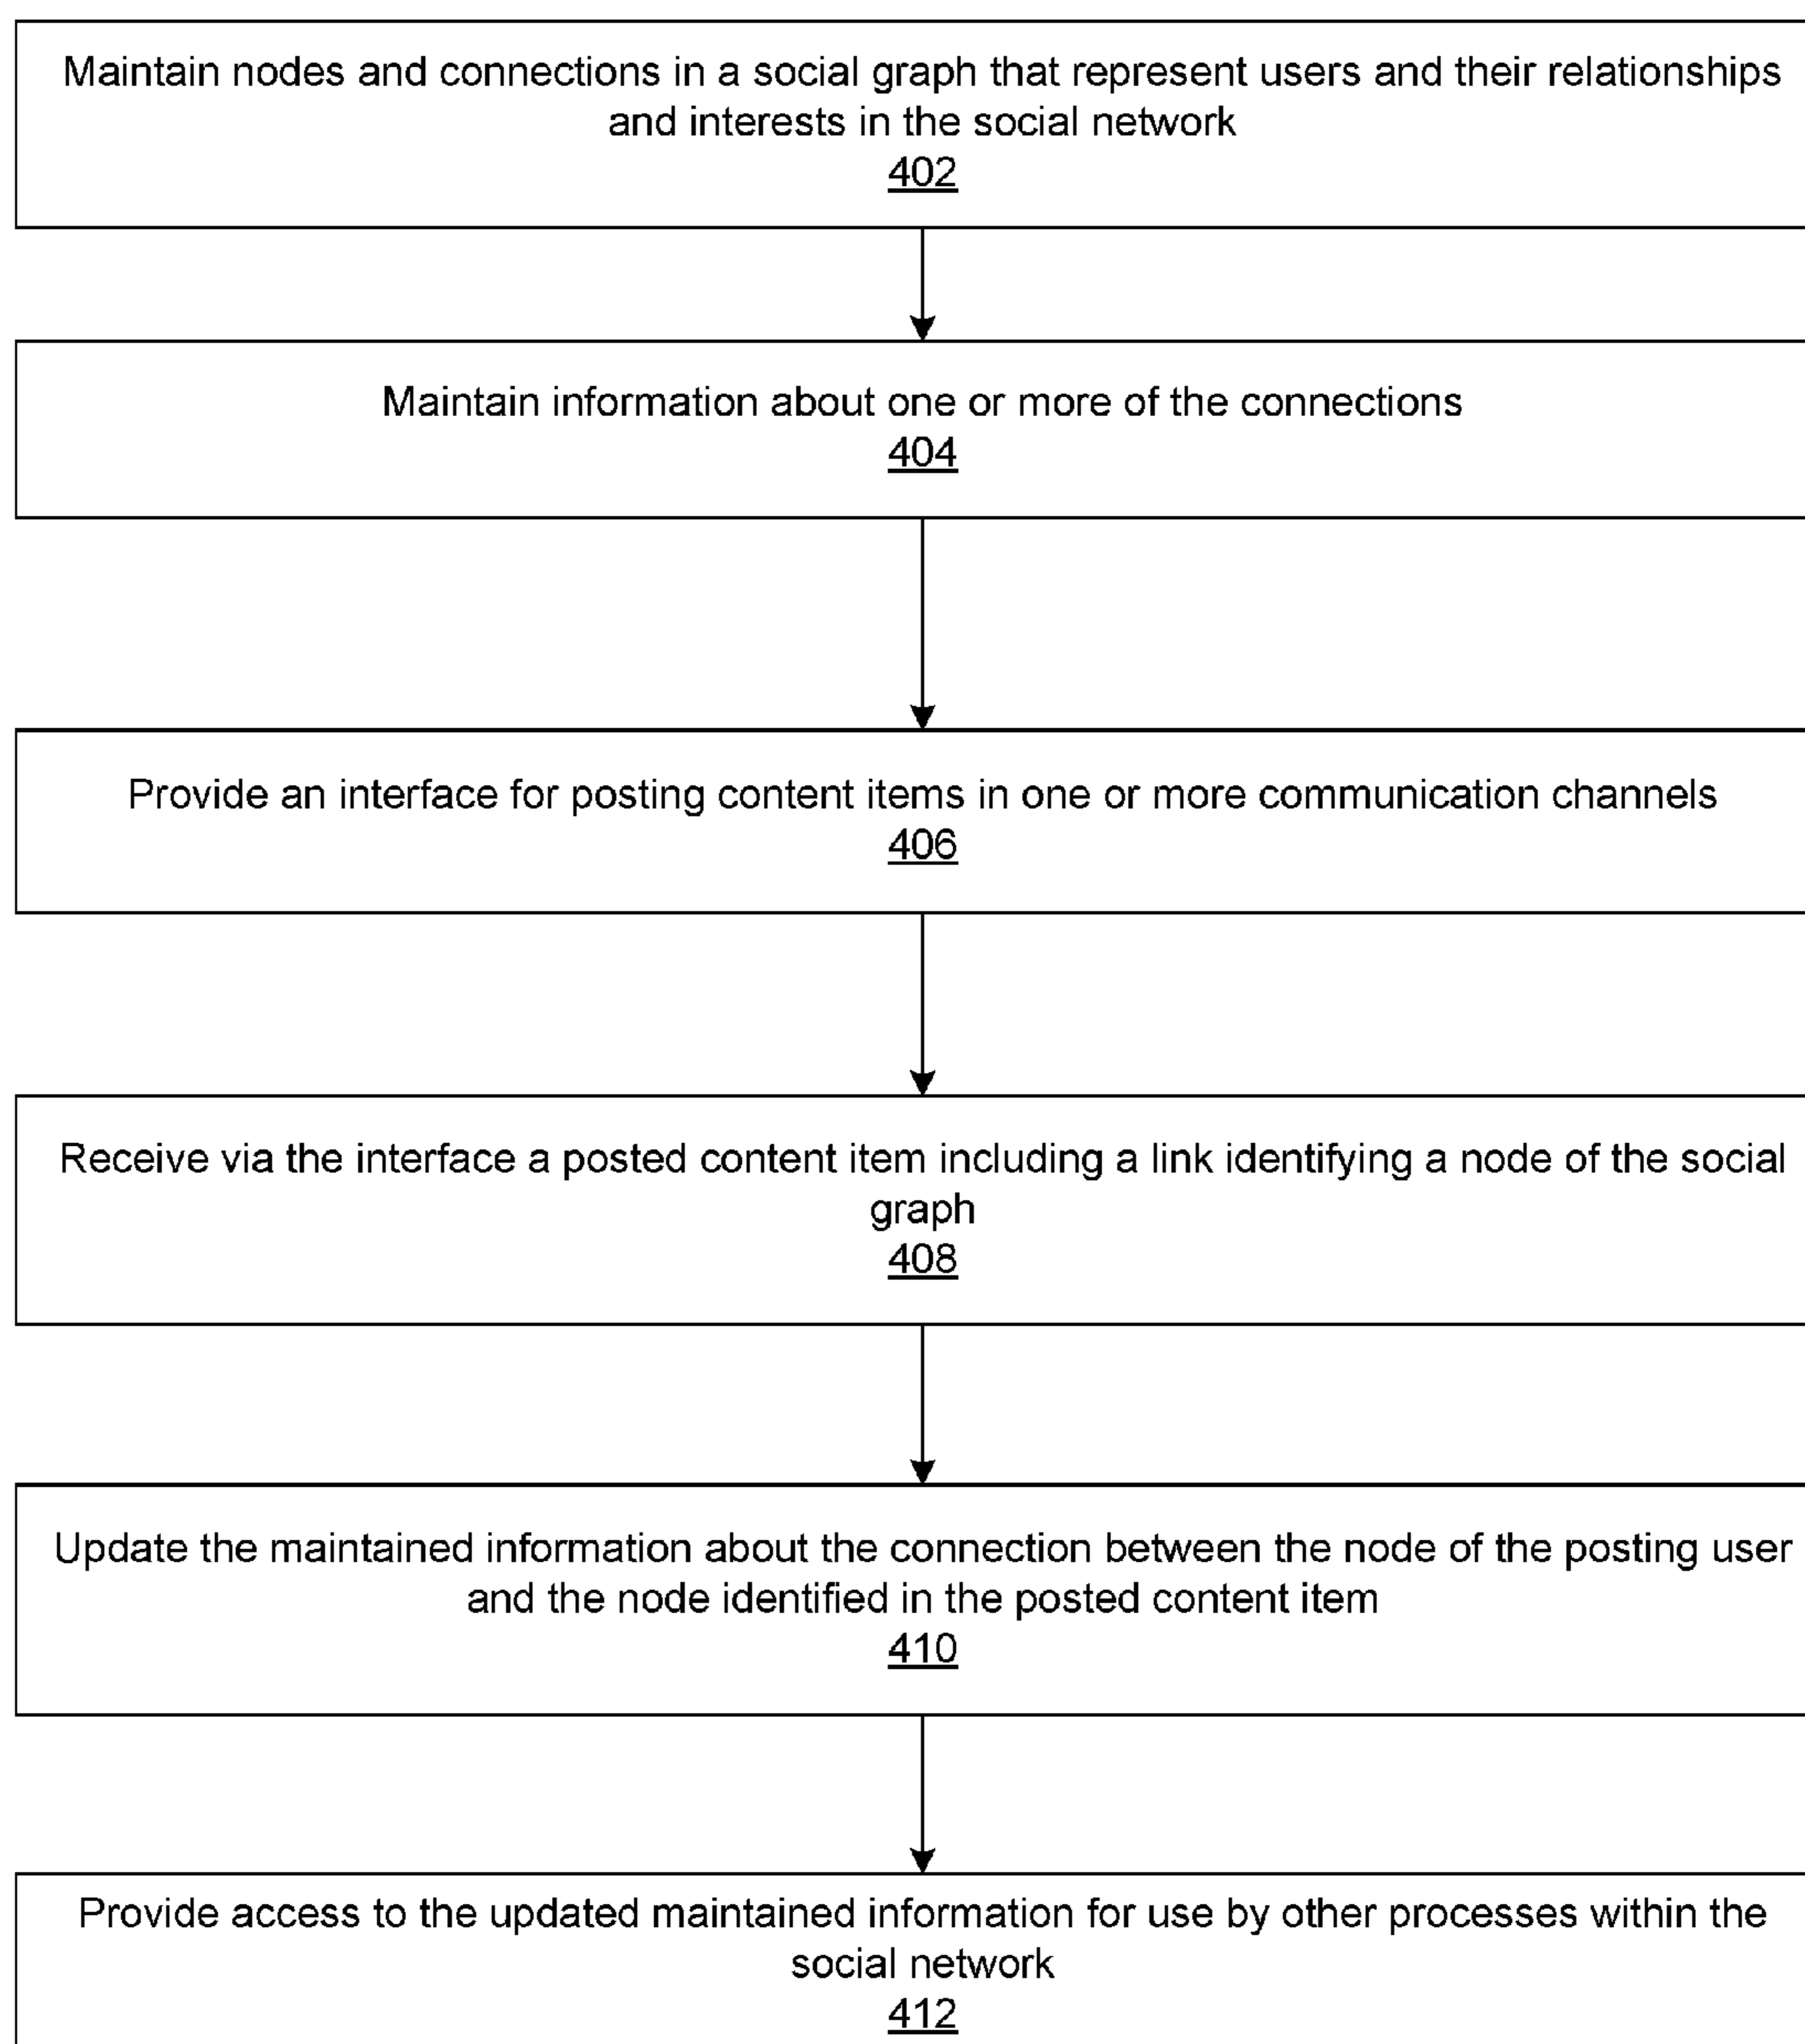 Maintain nodes and connections in a social graph that represent users and their relationships
and interests in the social network
402
Maintain information about one or more of the connections
404
Provide an interface for posting content items in one or more communication channels
406
Receive via the interface a posted content item including a link identifying a node of the social
graph
408
Update the maintained information about the connection between the node of the posting user
and the node identified in the posted content item
410
Provide access to the updated maintained information for use by other processes within the
social network
412